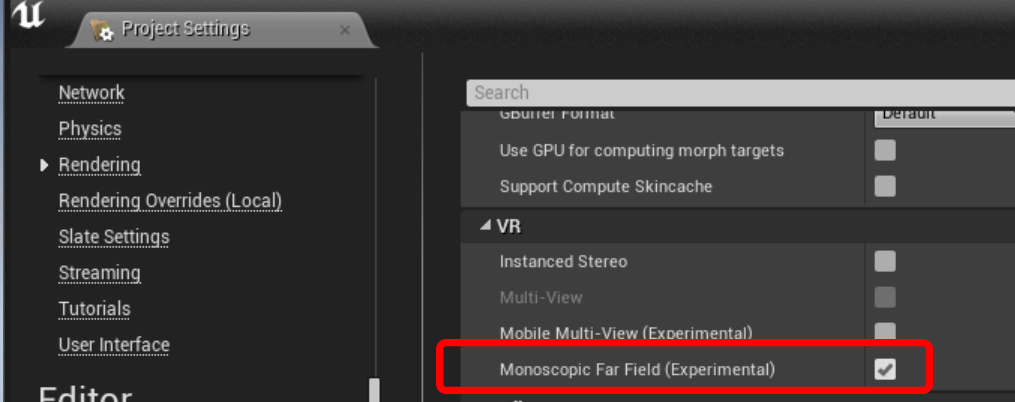 Project Settings
Network
Physics
Rendering
Rendering Overrides (Local)
Slate Settings
Streaming
Tutorials
User Interface
Editor
Search
GBuffer Format
Default
Use GPU for computing morph targets
Support Compute Skincache
VR
Instanced Stereo
Multi-View
Mobile Multi-View (Experimental)
Monoscopic Far Field (Experimental)